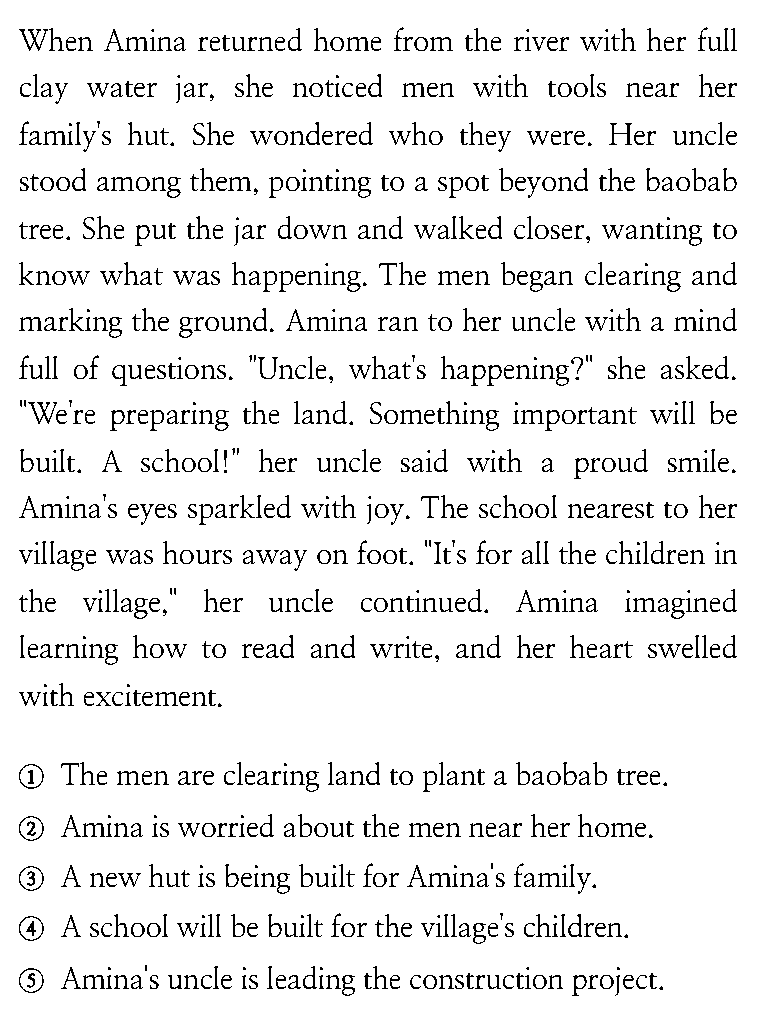 When Amina returned home from the river with her full
clay water jar, she noticed men with tools near her
family's hut. She wondered who they were. Her uncle
stood among them, pointing to a spot beyond the baobab
tree. She put the jar down and walked closer, wanting to
know what was happening. The men began clearing and
marking the ground. Amina ran to her uncle with a mind
full of questions. "Uncle, what's happening?" she asked.
"We're preparing the land. Something important will be
built. A school!" her uncle said with a proud smile.
Amina's eyes sparkled with joy. The school nearest to her
village was hours away on foot. "It's for all the children in
the village," her uncle continued. Amina imagined
learning how to read and write, and her heart swelled
with excitement.
① The men are clearing land to plant a baobab tree.
② Amina is worried about the men near her home.
③ A new hut is being built for Amina's family.
④ A school will be built for the village's children.
⑤ Amina's uncle is leading the construction project.